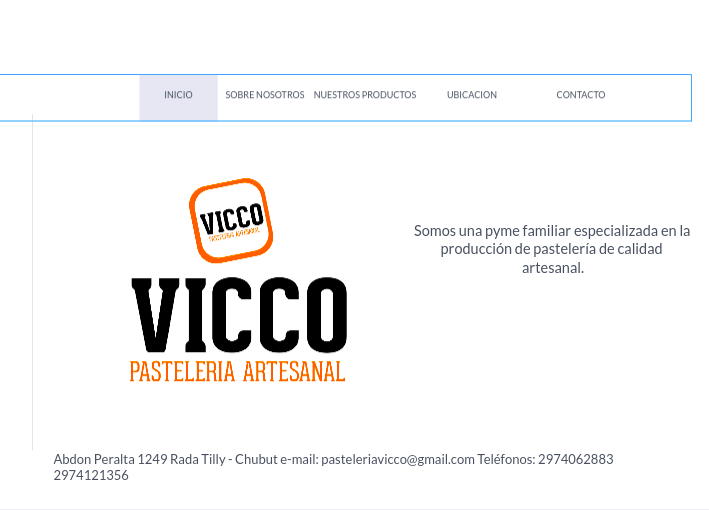 INICIO SOBRE NOSOTROS NUESTROS PRODUCTOS UBICACION CONTACTO
VICCO
PASTELERIA ARTESANAL
VICCO
PASTELERIA ARTESANAL
Somos una pyme familiar especializada en la
producción de pastelería de calidad
artesanal.
Abdon Peralta 1249 Rada Tilly - Chubut e-mail: pasteleriavicco@gmail.com Teléfonos: 2974062883
2974121356